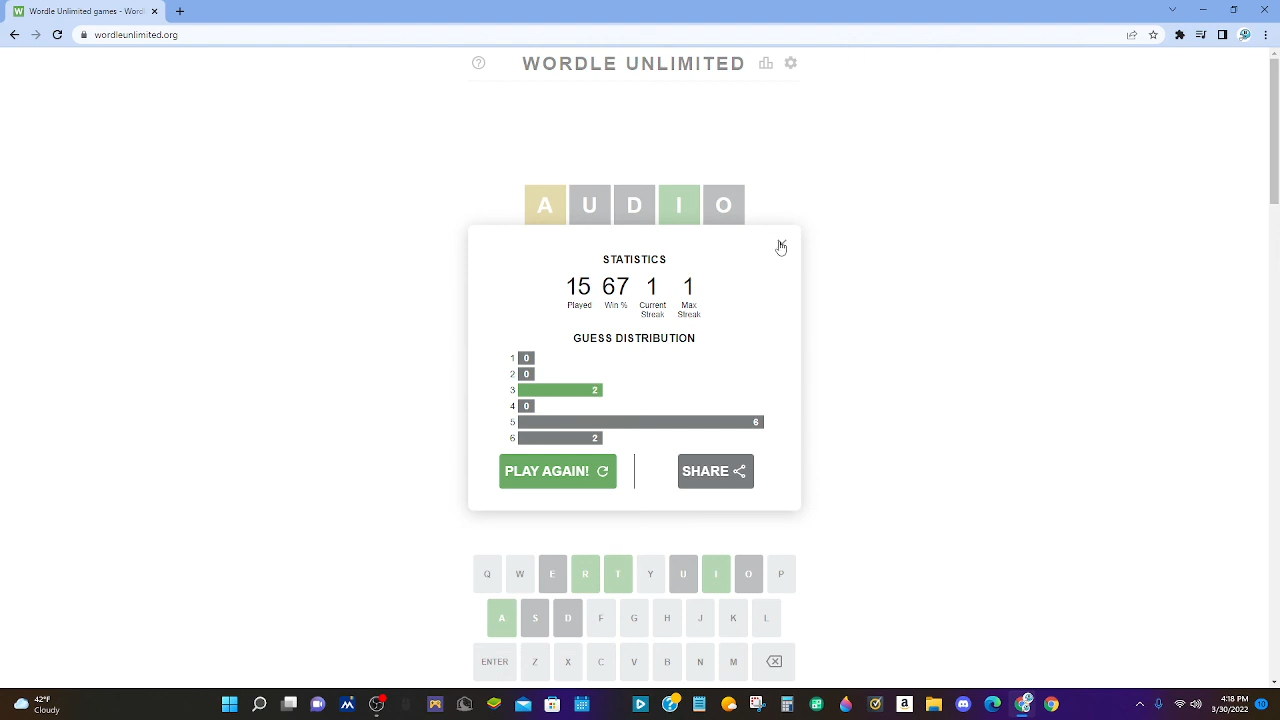 Wordle Unlimited games - Word
wordleunlimited.org
WORDLE UNLIMITED
A U D I O
STATISTICS
15 67 1 1
Played Win % Current Streak Max Streak
GUESS DISTRIBUTION
1 0
2 0
3 2
4 0
5 6
6 2
PLAY AGAIN! SHARE
Q W E R T Y U I O P
A S D F G H J K L
ENTER Z X C V B N M
42°F
Cloudy
4:38 PM
3/10/2022